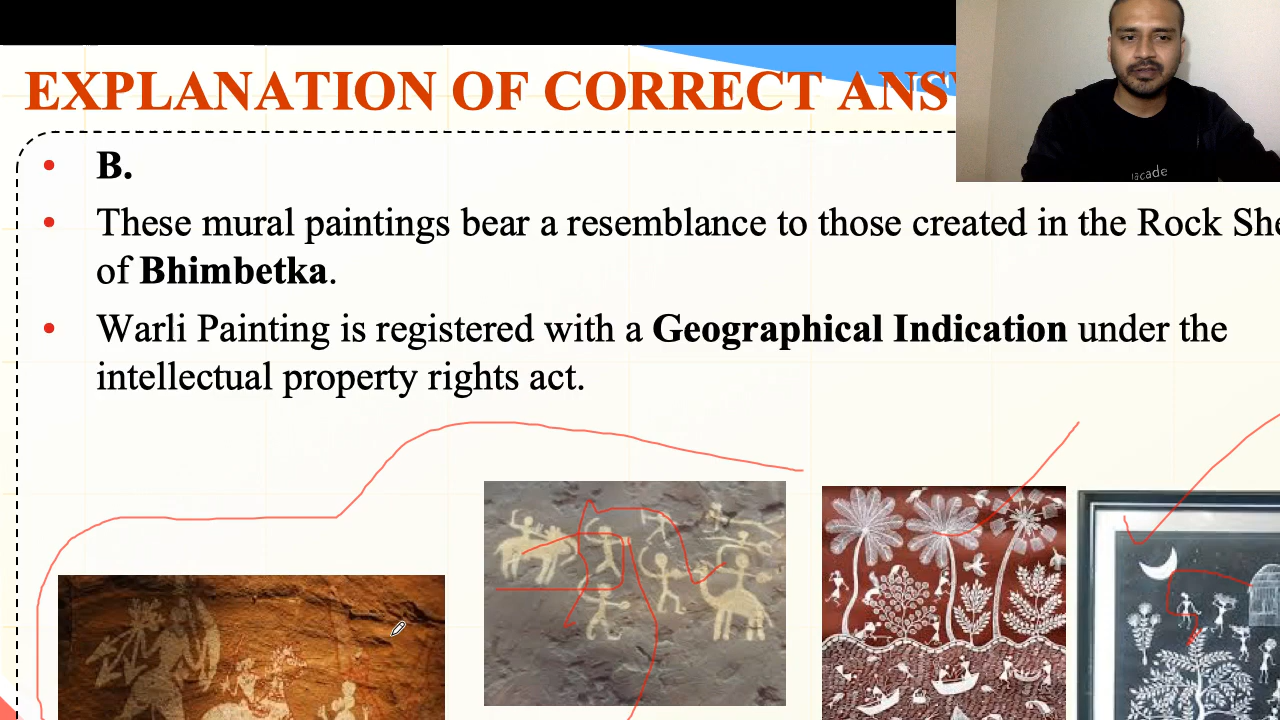 EXPLANATION OF CORRECT ANS
B.
These mural paintings bear a resemblance to those created in the Rock She
of Bhimbetka.
Warli Painting is registered with a Geographical Indication under the
intellectual property rights act.